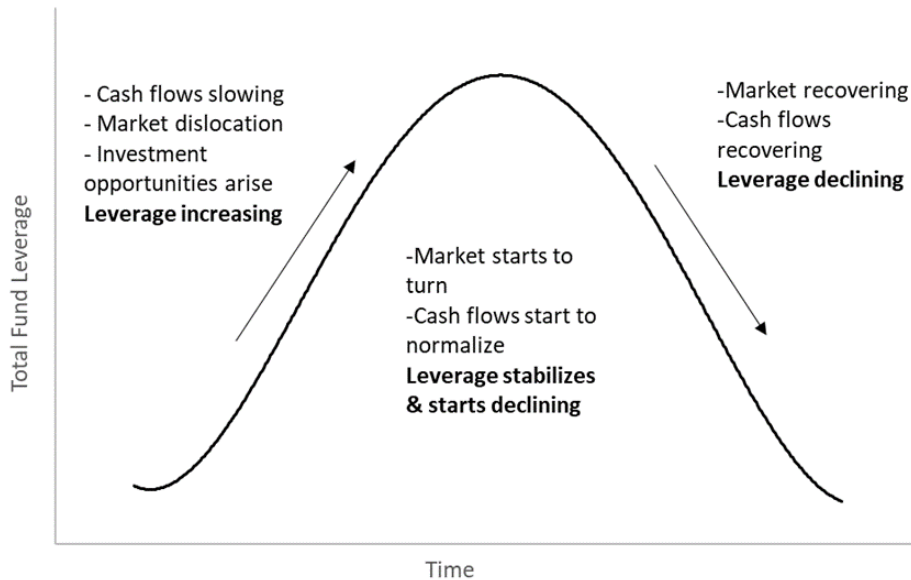 - Cash flows slowing
- Market dislocation
- Investment
opportunities arise
Leverage increasing
-Market recovering
-Cash flows
recovering
Leverage declining
-Market starts to
turn
-Cash flows start to
normalize
Leverage stabilizes
& starts declining
Total Fund Leverage
Time